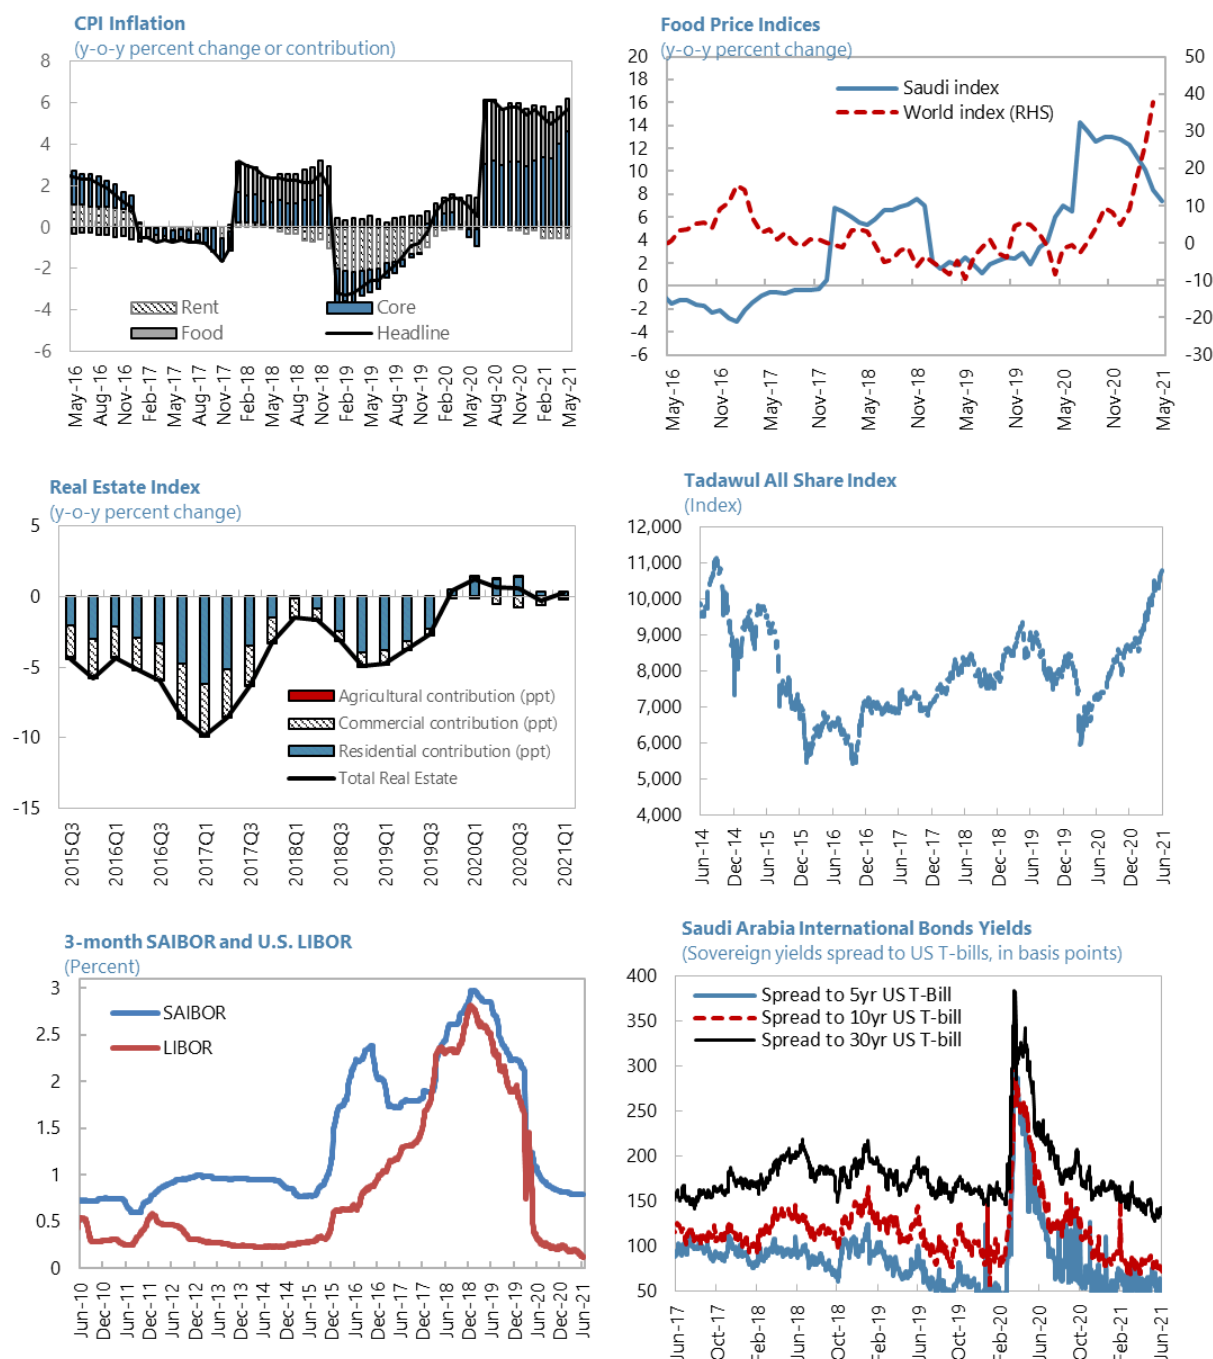 CPI Inflation
(y-o-y percent change or contribution)
8
6
4
2
0
-2
-4
-6
Rent
Core
Food
Headline
May-16
Aug-16
Nov-16
Feb-17
May-17
Aug-17
Nov-17
Feb-18
May-18
Aug-18
Nov-18
Feb-19
May-19
Aug-19
Nov-19
Feb-20
May-20
Aug-20
Nov-20
Feb-21
May-21
Food Price Indices
(y-o-y percent change)
20
18
16
14
12
10
8
6
4
2
0
-2
-4
-6
50
40
30
20
10
0
-10
-20
-30
Saudi index
World index (RHS)
May-16
Nov-16
May-17
Nov-17
May-18
Nov-18
May-19
Nov-19
May-20
Nov-20
May-21
Real Estate Index
(y-o-y percent change)
5
0
-5
-10
-15
Agricultural contribution (ppt)
Commercial contribution (ppt)
Residential contribution (ppt)
Total Real Estate
2015Q3
2016Q1
2016Q3
2017Q1
2017Q3
2018Q1
2018Q3
2019Q1
2019Q3
2020Q1
2020Q3
2021Q1
Tadawul All Share Index
(Index)
12,000
11,000
10,000
9,000
8,000
7,000
6,000
5,000
4,000
Jun-14
Dec-14
Jun-15
Dec-15
Jun-16
Dec-16
Jun-17
Dec-17
Jun-18
Dec-18
Jun-19
Dec-19
Jun-20
Dec-20
Jun-21
3-month SAIBOR and U.S. LIBOR
(Percent)
3
2.5
2
1.5
1
0.5
0
SAIBOR
LIBOR
Jun-10
Dec-10
Jun-11
Dec-11
Jun-12
Dec-12
Jun-13
Dec-13
Jun-14
Dec-14
Jun-15
Dec-15
Jun-16
Dec-16
Jun-17
Dec-17
Jun-18
Dec-18
Jun-19
Dec-19
Jun-20
Dec-20
Jun-21
Saudi Arabia International Bonds Yields
(Sovereign yields spread to US T-bills, in basis points)
400
350
300
250
200
150
100
50
Spread to 5yr US T-Bill
Spread to 10yr US T-bill
Spread to 30yr US T-bill
Jun-17
Oct-17
Feb-18
Jun-18
Oct-18
Feb-19
Jun-19
Oct-19
Feb-20
Jun-20
Oct-20
Feb-21
Jun-21